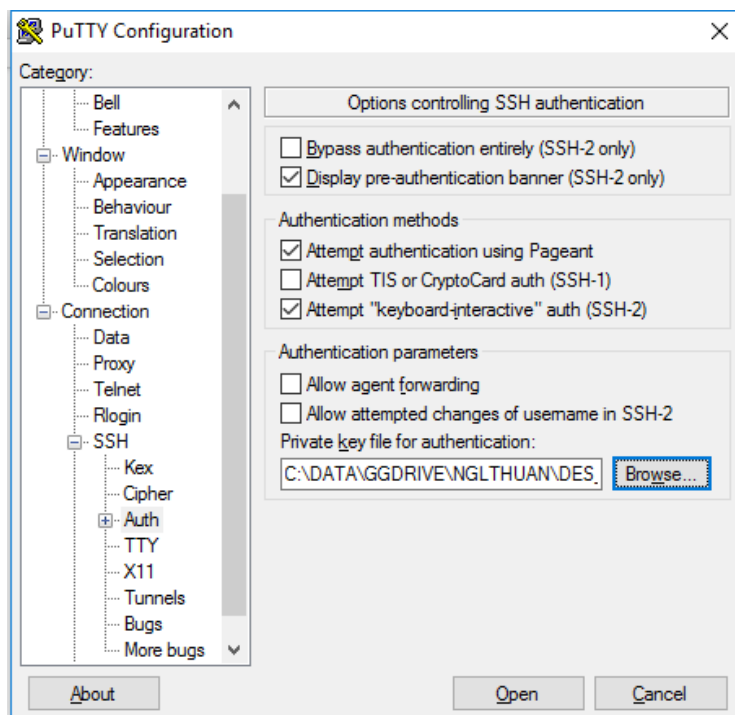 PuTTY Configuration
Category:
Bell
Features
Window
Appearance
Behaviour
Translation
Selection
Colours
Connection
Data
Proxy
Telnet
Rlogin
SSH
Kex
Cipher
Auth
TTY
X11
Tunnels
Bugs
More bugs
Options controlling SSH authentication
Bypass authentication entirely (SSH-2 only)
Display pre-authentication banner (SSH-2 only)
Authentication methods
Attempt authentication using Pageant
Attempt TIS or CryptoCard auth (SSH-1)
Attempt "keyboard-interactive" auth (SSH-2)
Authentication parameters
Allow agent forwarding
Allow attempted changes of username in SSH-2
Private key file for authentication:
C:\DATA\GGDRIVE\NGLTHUAN\DES_
Browse...
About
Open
Cancel